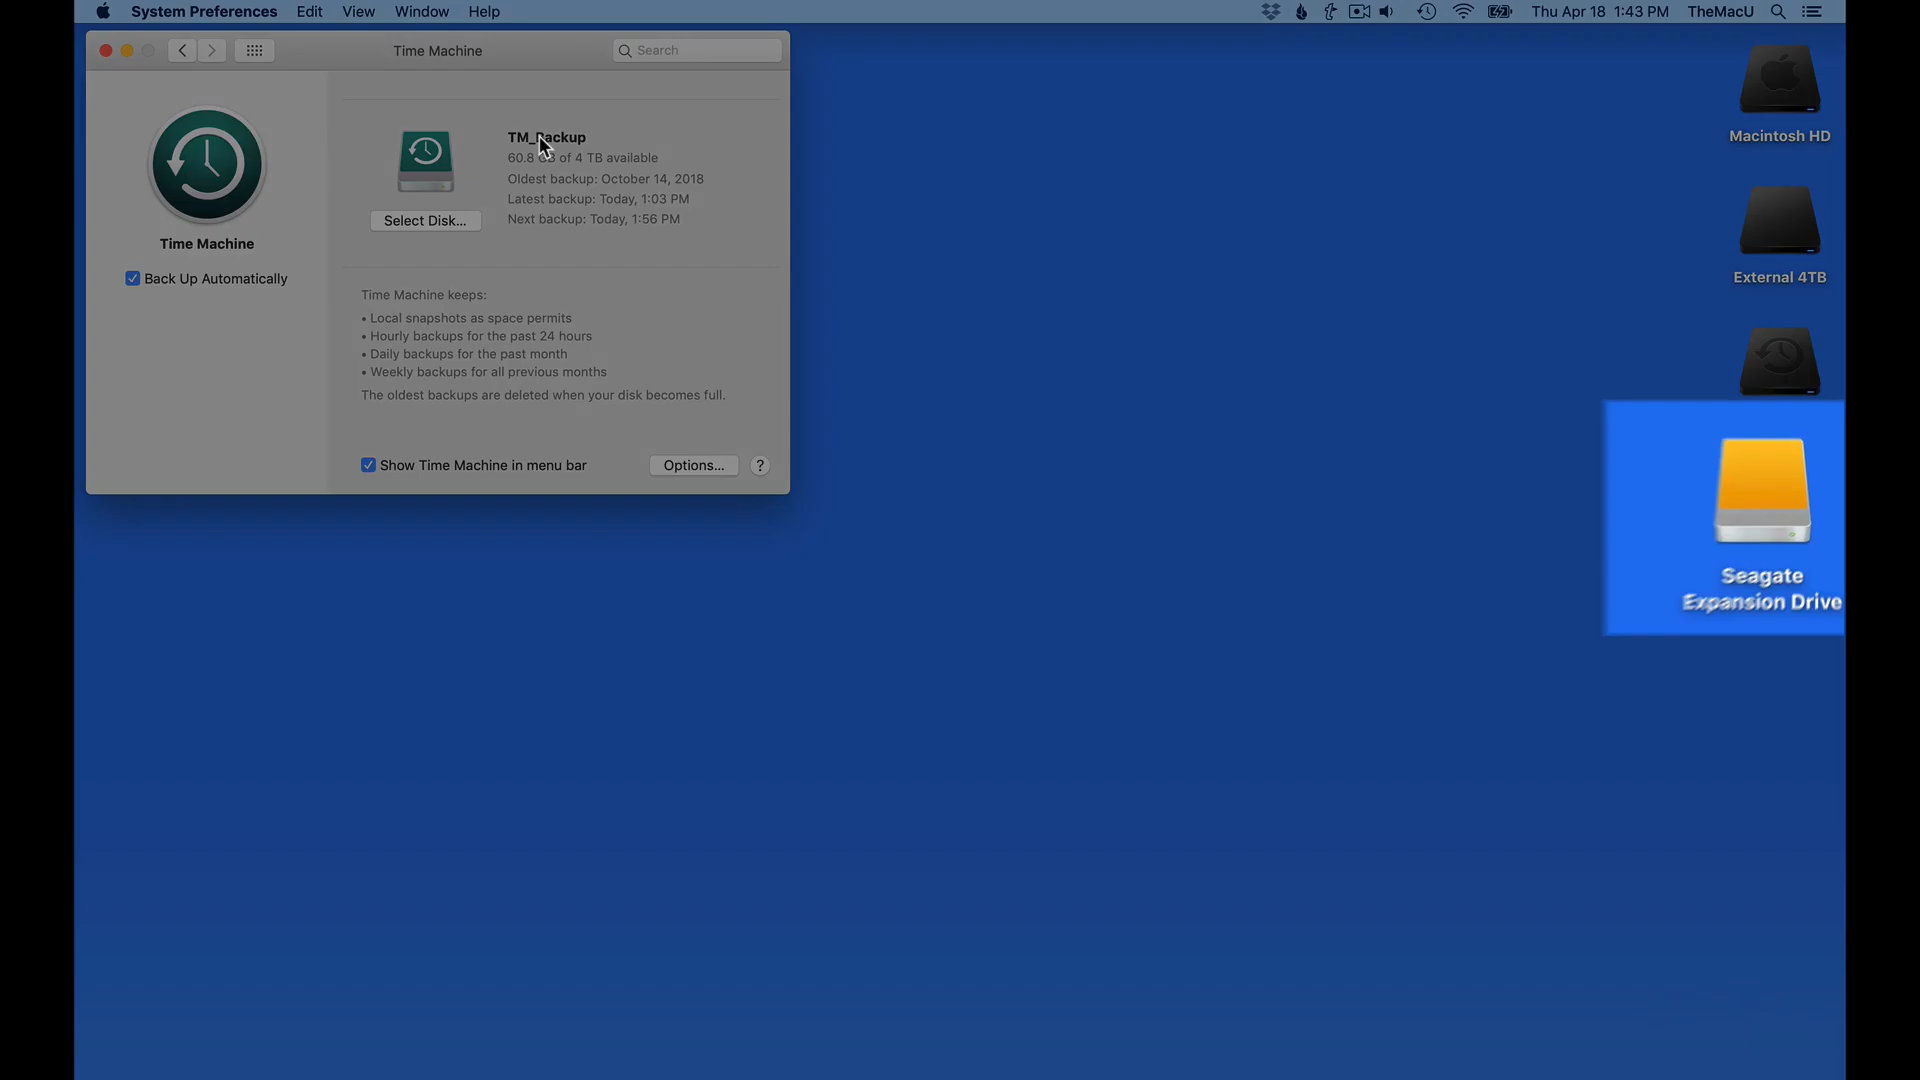 System Preferences Edit View Window Help
Thu Apr 18 1:43 PM TheMacU
Time Machine
Search
Time Machine
Back Up Automatically
TM_Backup
60.8 GB of 4 TB available
Oldest backup: October 14, 2018
Latest backup: Today, 1:03 PM
Next backup: Today, 1:56 PM
Select Disk...
Time Machine keeps:
• Local snapshots as space permits
• Hourly backups for the past 24 hours
• Daily backups for the past month
• Weekly backups for all previous months
The oldest backups are deleted when your disk becomes full.
Show Time Machine in menu bar
Options...
?
Macintosh HD
External 4TB
Seagate
Expansion Drive